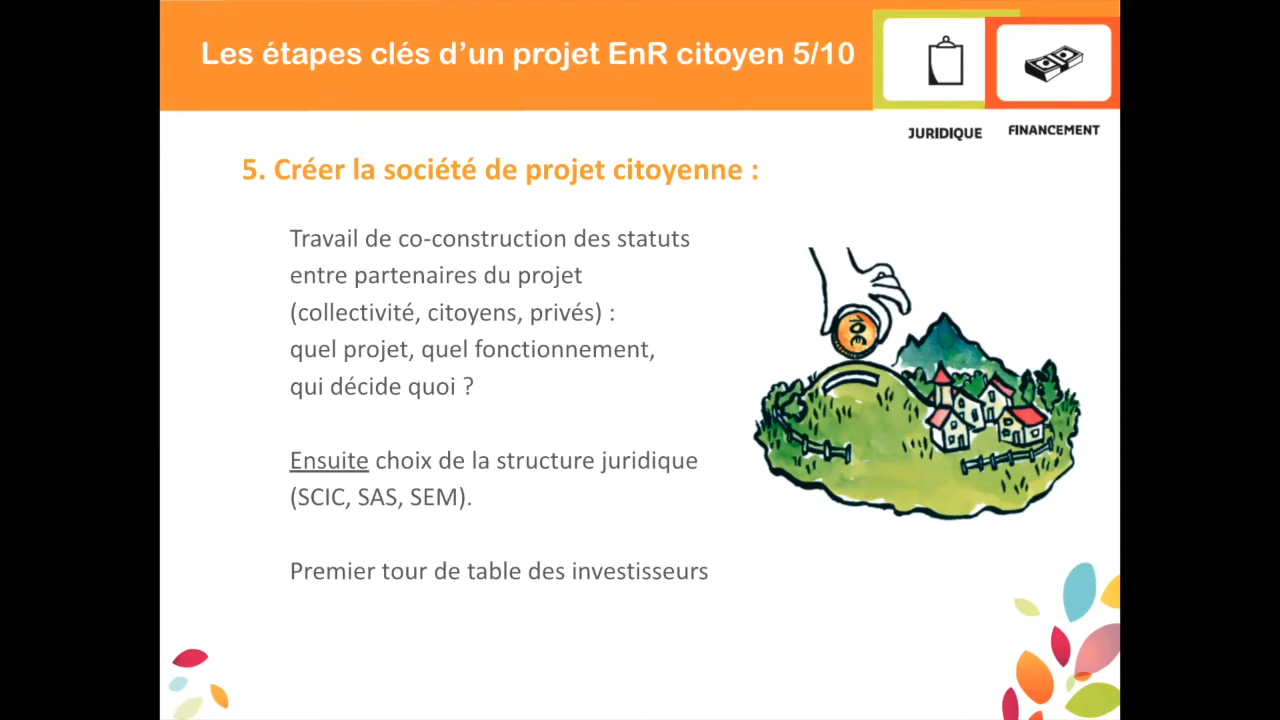 Les étapes clés d’un projet EnR citoyen 5/10
JURIDIQUE
FINANCEMENT
5. Créer la société de projet citoyenne :
Travail de co-construction des statuts
entre partenaires du projet
(collectivité, citoyens, privés) :
quel projet, quel fonctionnement,
qui décide quoi ?
10€
Ensuite choix de la structure juridique
(SCIC, SAS, SEM).
Premier tour de table des investisseurs